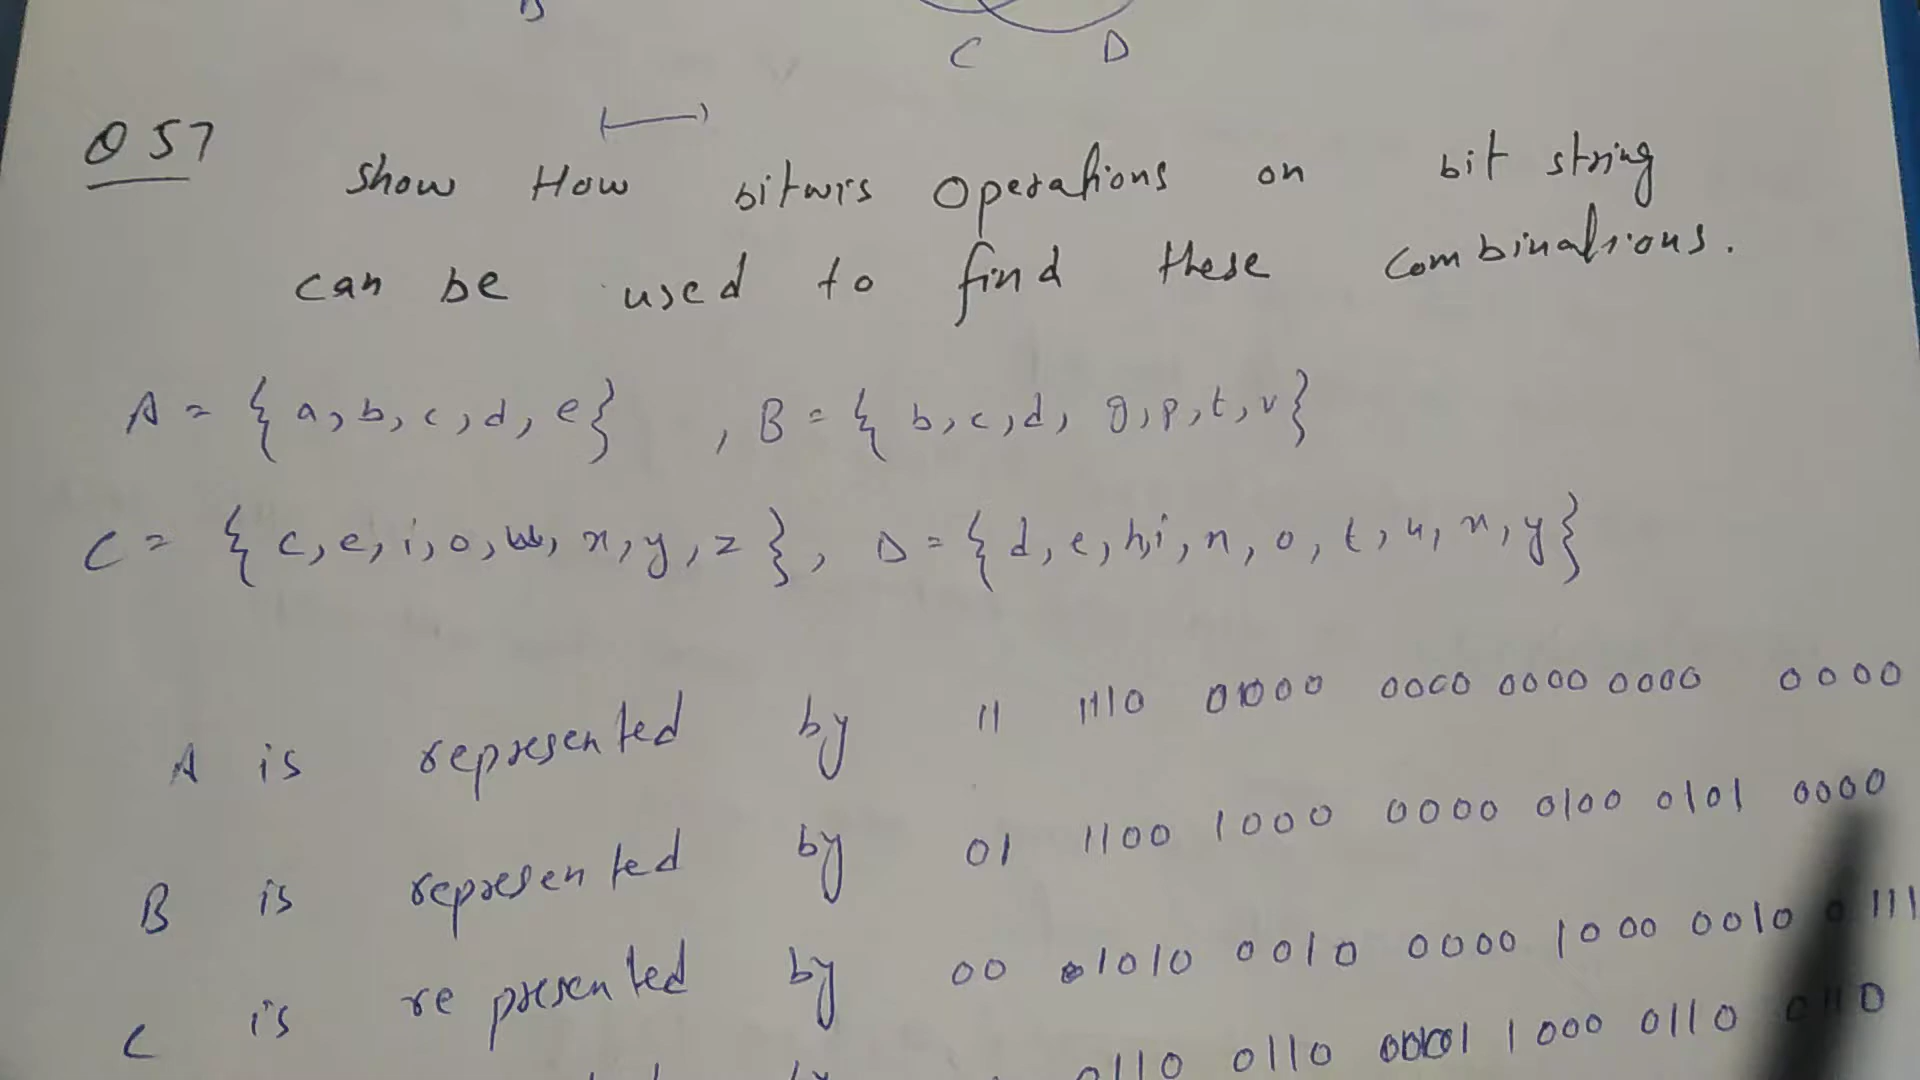 B
C D
Q 57
Show How bitwis Operations on bit string
can be used to find these combinations.
A = { a, b, c, d, e} , B = { b, c, d, g, p, t, v}
C = { c, e, i, o, u, x, y, z }, D = { d, e, h, i, n, o, t, u, x, y}
A is represented by 11 1110 0000 0000 0000 0000 0000
B is represented by 01 1100 1000 0000 0100 0101 0000
C is represented by 00 1010 0010 0000 1000 0010 0111
by 0110 0110 0001 1000 0110 0110